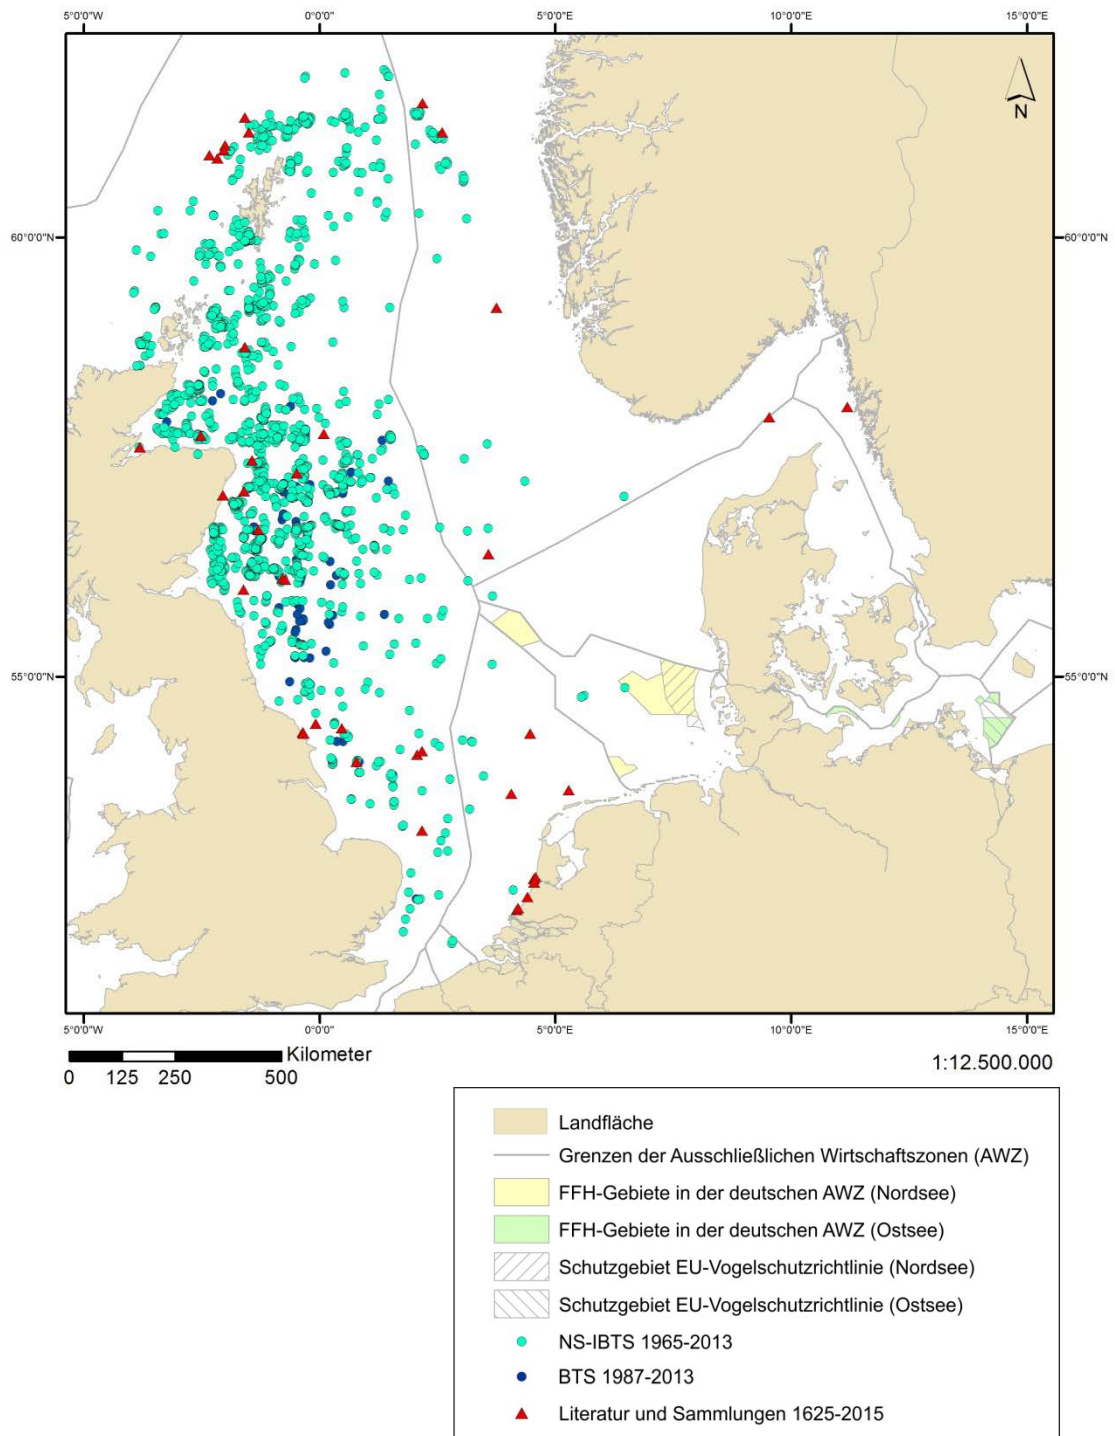 5°0'0"W 0°0'0" 5°0'0"E 10°0'0"E 15°0'0"E
N
60°0'0"N 60°0'0"N
55°0'0"N 55°0'0"N
5°0'0"W 0°0'0" 5°0'0"E 10°0'0"E 15°0'0"E
Kilometer
0 125 250 500
1:12.500.000
Landfläche
Grenzen der Ausschließlichen Wirtschaftszonen (AWZ)
FFH-Gebiete in der deutschen AWZ (Nordsee)
FFH-Gebiete in der deutschen AWZ (Ostsee)
Schutzgebiet EU-Vogelschutzrichtlinie (Nordsee)
Schutzgebiet EU-Vogelschutzrichtlinie (Ostsee)
NS-IBTS 1965-2013
BTS 1987-2013
Literatur und Sammlungen 1625-2015